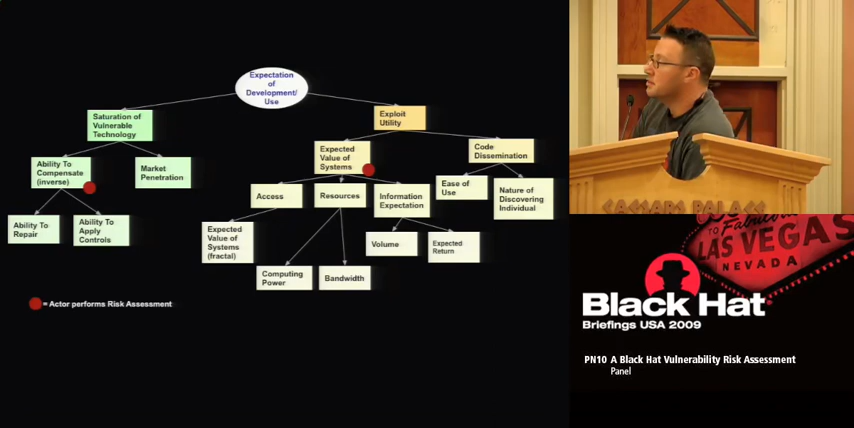 Expectation
of
Development/
Use
Saturation of
Vulnerable
Technology
Exploit
Utility
Ability To
Compensate
(inverse)
Market
Penetration
Expected
Value of
Systems
Code
Dissemination
Ability To
Repair
Ability To
Apply
Controls
Access
Resources
Information
Expectation
Ease of
Use
Nature of
Discovering
Individual
Expected
Value of
Systems
(fractal)
Volume
Expected
Return
Computing
Power
Bandwidth
= Actor performs Risk Assessment
CAESARS PALACE
TO Fabulous
LAS VEGAS
NEVADA
Black Hat
Briefings USA 2009
PN10 A Black Hat Vulnerability Risk Assessment
Panel